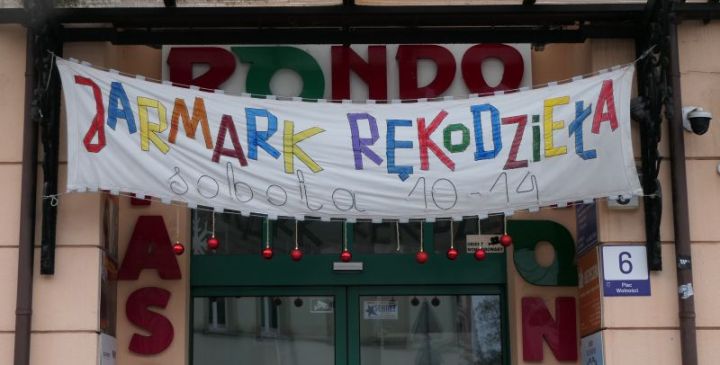 RONDO
JARMARK RĘKODZIEŁA
sobota 10-14
6
Plac
Wolności